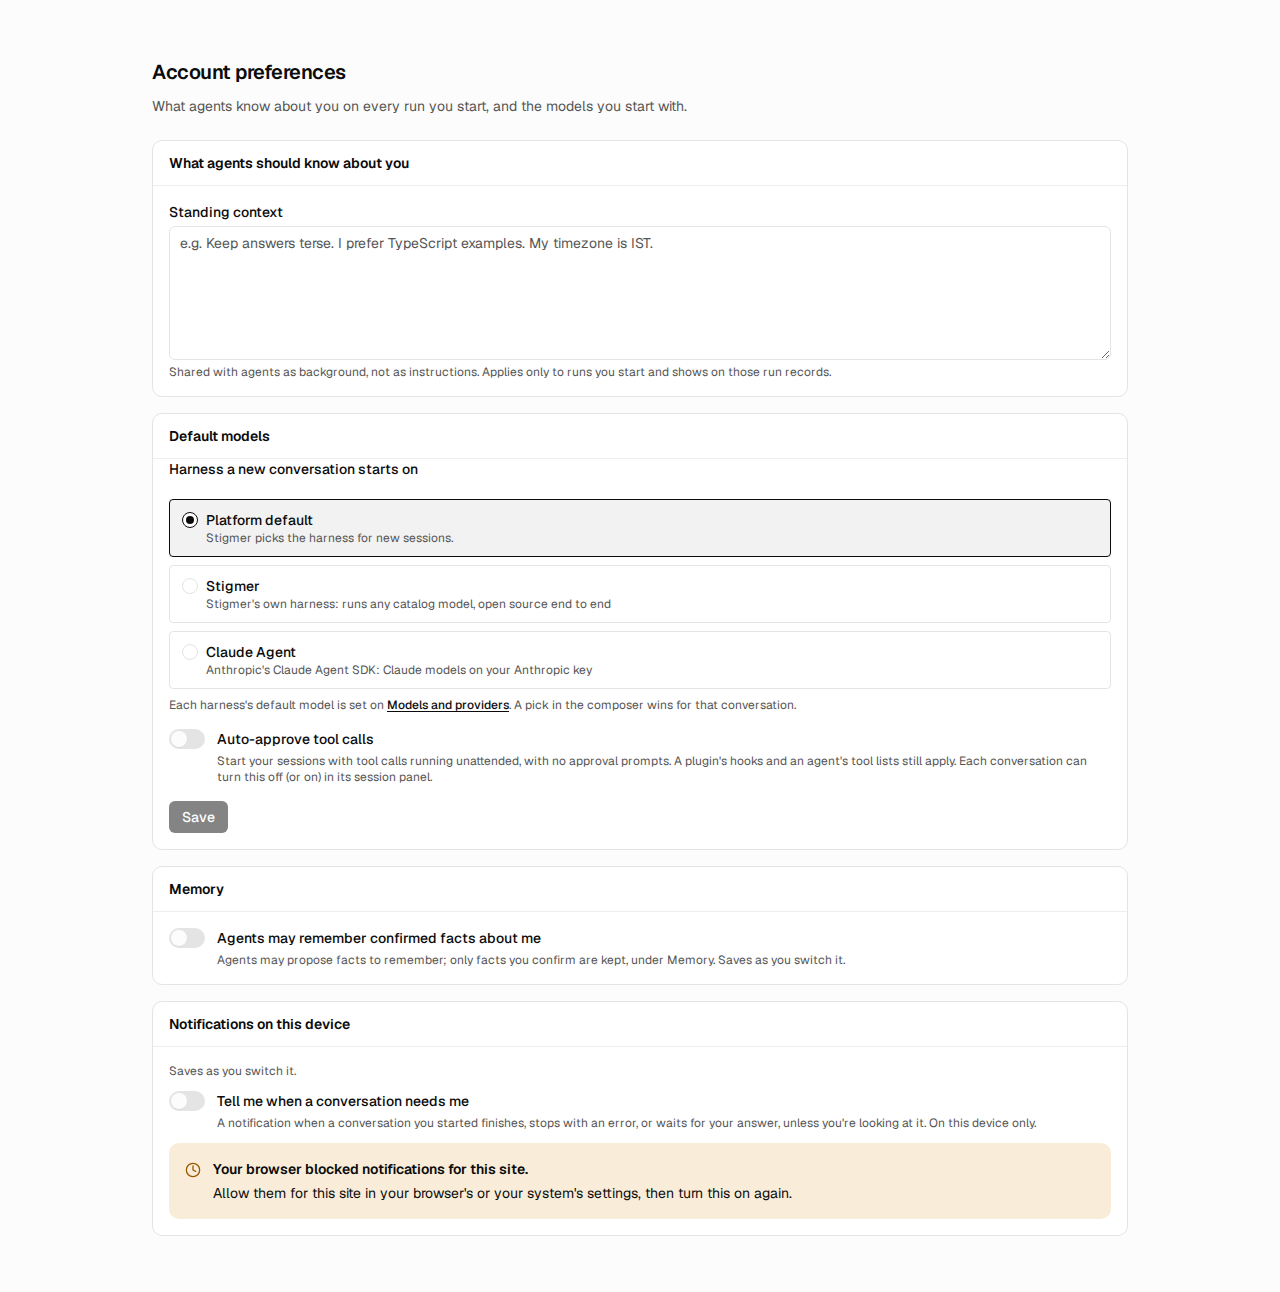 Account preferences
What agents know about you on every run you start, and the models you start with.
What agents should know about you
Standing context
e.g. Keep answers terse. I prefer TypeScript examples. My timezone is IST.
Shared with agents as background, not as instructions. Applies only to runs you start and shows on those run records.
Default models
Harness a new conversation starts on
Platform default
Stigmer picks the harness for new sessions.
Stigmer
Stigmer's own harness: runs any catalog model, open source end to end
Claude Agent
Anthropic's Claude Agent SDK: Claude models on your Anthropic key
Each harness's default model is set on Models and providers. A pick in the composer wins for that conversation.
Auto-approve tool calls
Start your sessions with tool calls running unattended, with no approval prompts. A plugin's hooks and an agent's tool lists still apply. Each conversation can
turn this off (or on) in its session panel.
Save
Memory
Agents may remember confirmed facts about me
Agents may propose facts to remember; only facts you confirm are kept, under Memory. Saves as you switch it.
Notifications on this device
Saves as you switch it.
Tell me when a conversation needs me
A notification when a conversation you started finishes, stops with an error, or waits for your answer, unless you're looking at it. On this device only.
Your browser blocked notifications for this site.
Allow them for this site in your browser's or your system's settings, then turn this on again.